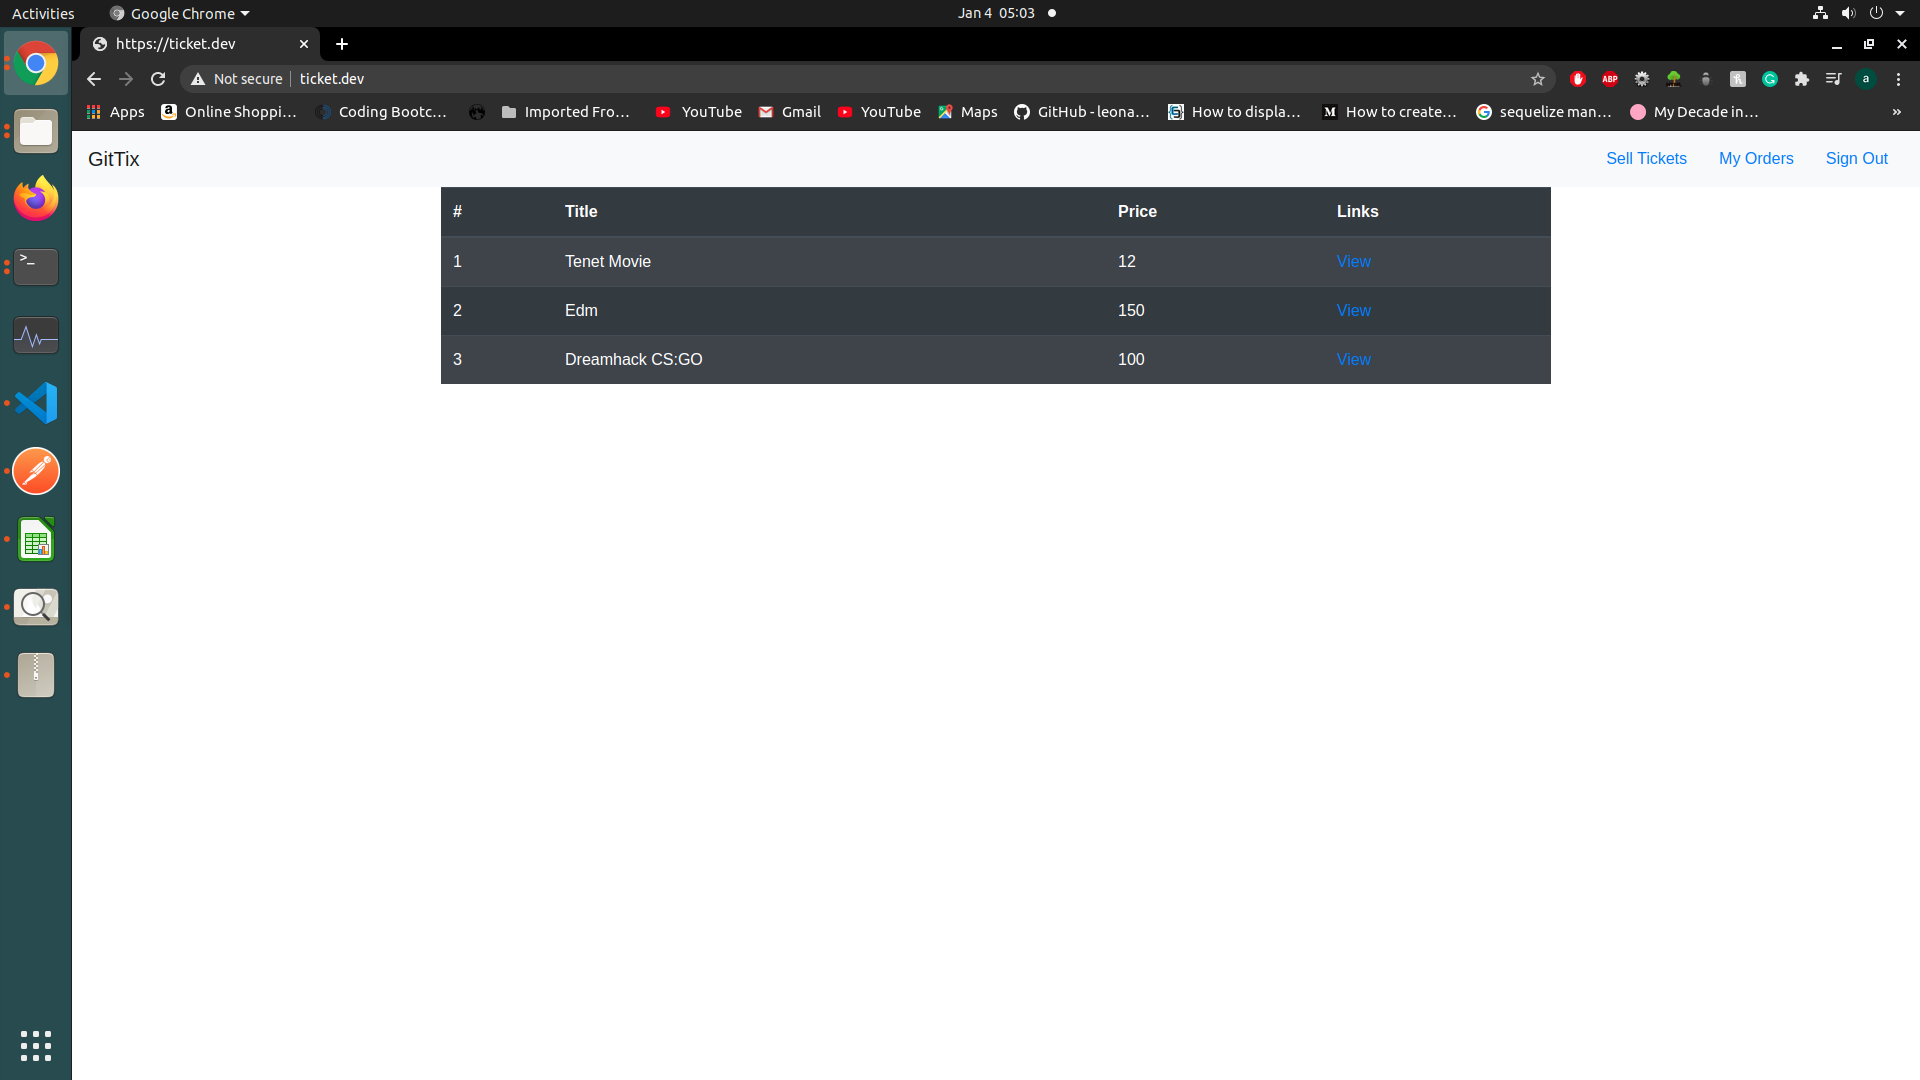 Activities Google Chrome Jan 4 05:03
https://ticket.dev
Not secure ticket.dev ABP a
Apps Online Shoppi... Coding Bootc... Imported Fro... YouTube Gmail YouTube Maps GitHub - leona... How to displa... How to create... sequelize man... My Decade in... »
GitTix Sell Tickets My Orders Sign Out
# Title Price Links
1 Tenet Movie 12 View
2 Edm 150 View
3 Dreamhack CS:GO 100 View